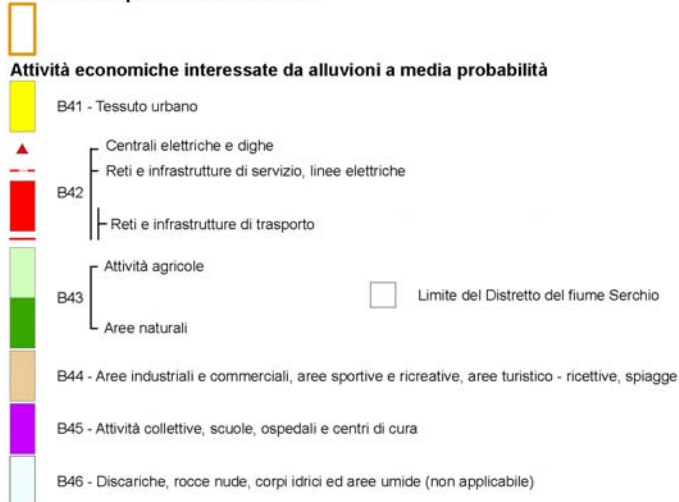 Attività economiche interessate da alluvioni a media probabilità
B41 - Tessuto urbano
Centrali elettriche e dighe
Reti e infrastrutture di servizio, linee elettriche
B42
Reti e infrastrutture di trasporto
Attività agricole
B43
Limite del Distretto del fiume Serchio
Aree naturali
B44 - Aree industriali e commerciali, aree sportive e ricreative, aree turistico - ricettive, spiagge
B45 - Attività collettive, scuole, ospedali e centri di cura
B46 - Discariche, rocce nude, corpi idrici ed aree umide (non applicabile)